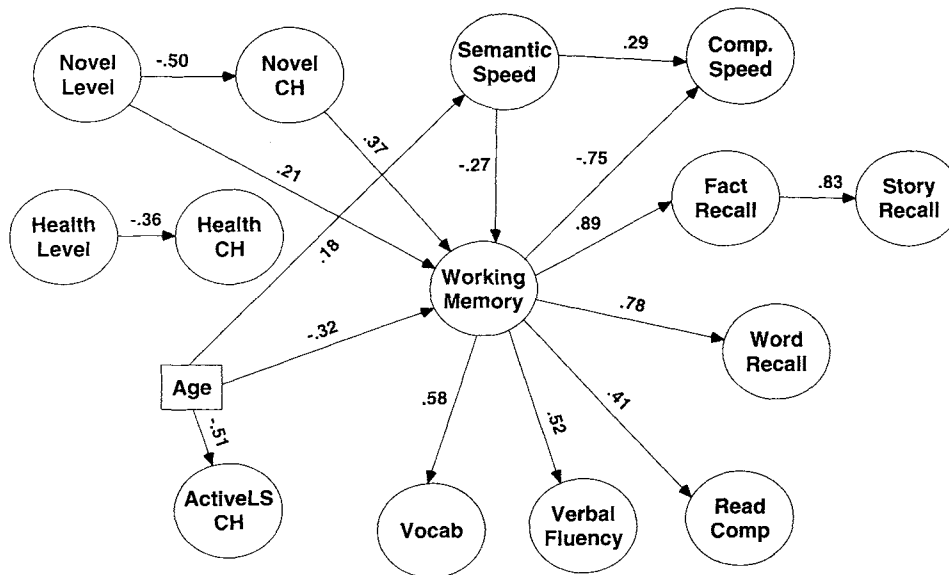 Novel
Level
-.50
Novel
CH
Semantic
Speed
.29
Comp.
Speed
.37
-.27
-.75
.21
Health
Level
-.36
Health
CH
.18
Fact
Recall
.83
Story
Recall
.89
Working
Memory
-.32
.78
Word
Recall
Age
-.51
.58
.52
.41
ActiveLS
CH
Vocab
Verbal
Fluency
Read
Comp